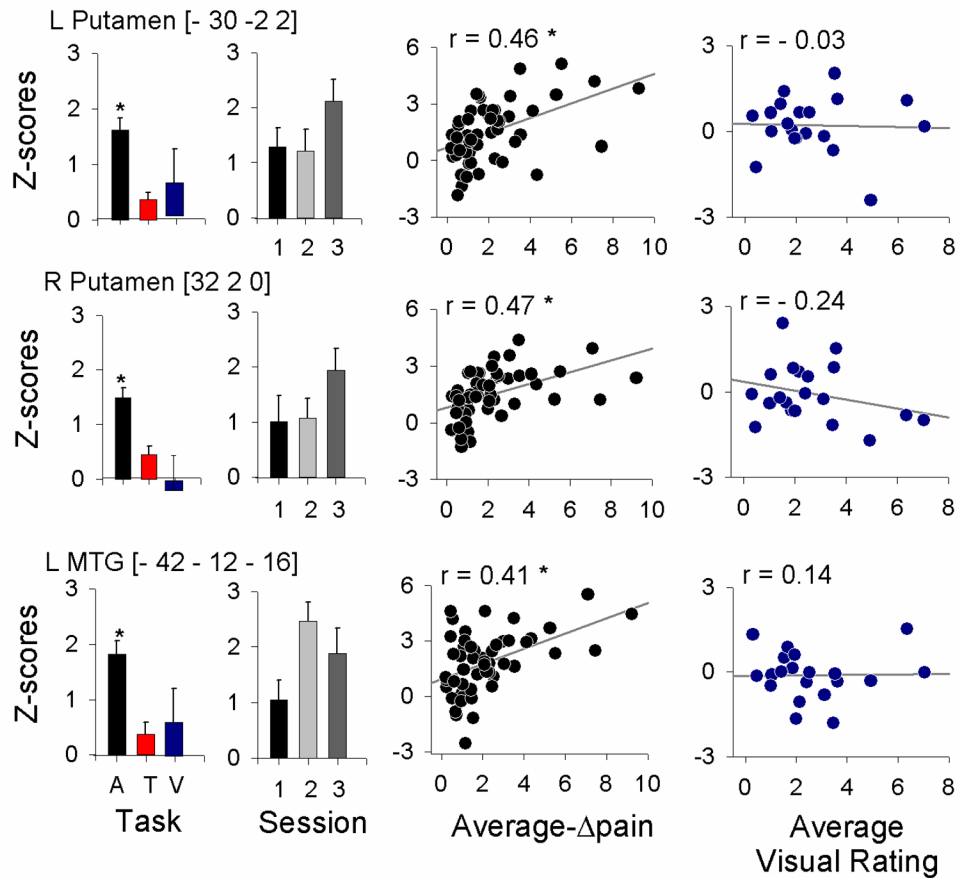 L Putamen [- 30 -2 2]
r = 0.46 *
r = - 0.03
Z-scores
3
2
1
0
*
3
2
1
0
1 2 3
6
3
0
-3
0 2 4 6 8 10
3
0
-3
0 2 4 6 8
R Putamen [32 2 0]
r = 0.47 *
r = - 0.24
Z-scores
3
2
1
0
*
3
2
1
0
1 2 3
6
3
0
-3
0 2 4 6 8 10
3
0
-3
0 2 4 6 8
L MTG [- 42 - 12 - 16]
r = 0.41 *
r = 0.14
Z-scores
3
2
1
0
*
A T V
Task
3
2
1
0
1 2 3
Session
6
3
0
-3
0 2 4 6 8 10
Average-Δpain
3
0
-3
0 2 4 6 8
Average
Visual Rating